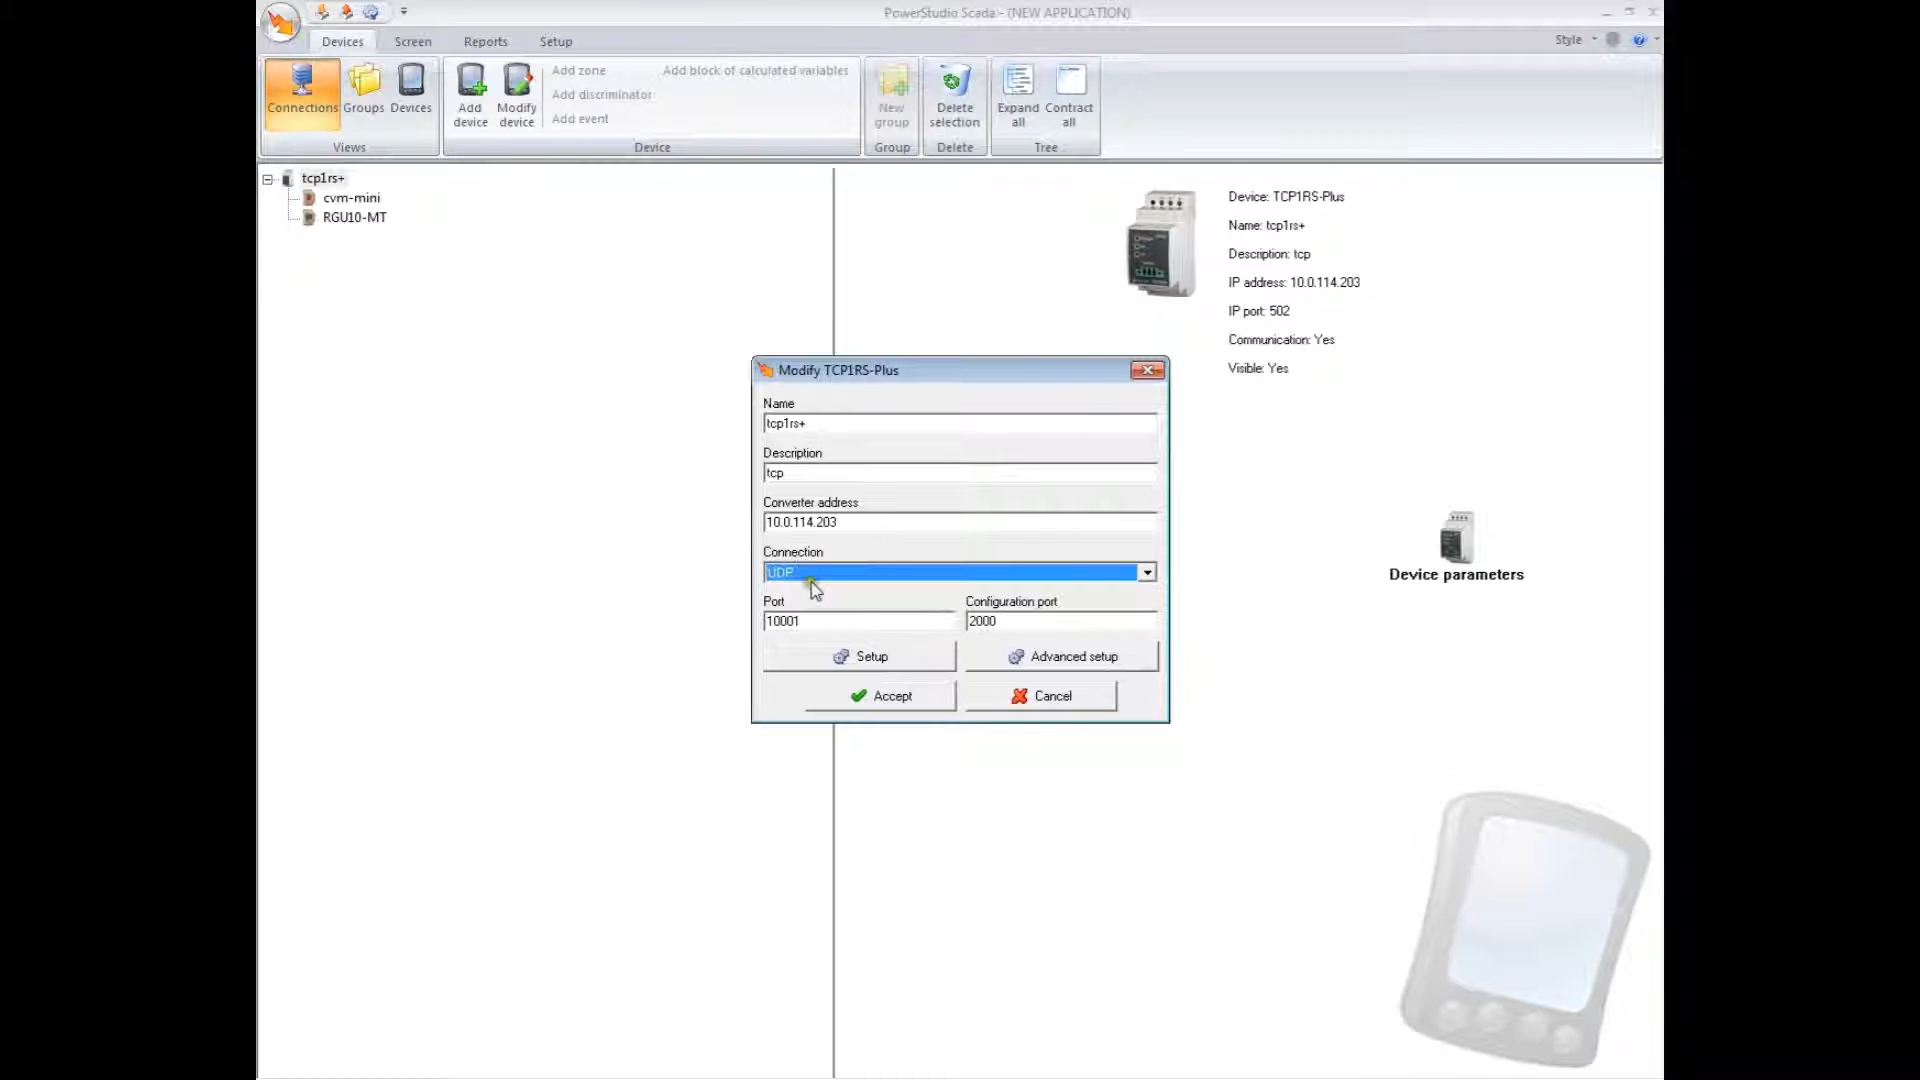 PowerStudio Scada - (NEW APPLICATION)
Devices Screen Reports Setup Style
Connections Groups Devices
Views
Add device
Modify device
Add zone
Add discriminator
Add event
Add block of calculated variables
Device
New group
Group
Delete selection
Delete
Expand all
Contract all
Tree
tcp1rs+
cvm-mini
RGU10-MT
Device: TCP1RS-Plus
Name: tcp1rs+
Description: tcp
IP address: 10.0.114.203
IP port: 502
Communication: Yes
Visible: Yes
Device parameters
Modify TCP1RS-Plus
Name
tcp1rs+
Description
tcp
Converter address
10.0.114.203
Connection
UDP
Port Configuration port
10001 2000
Setup Advanced setup
Accept Cancel